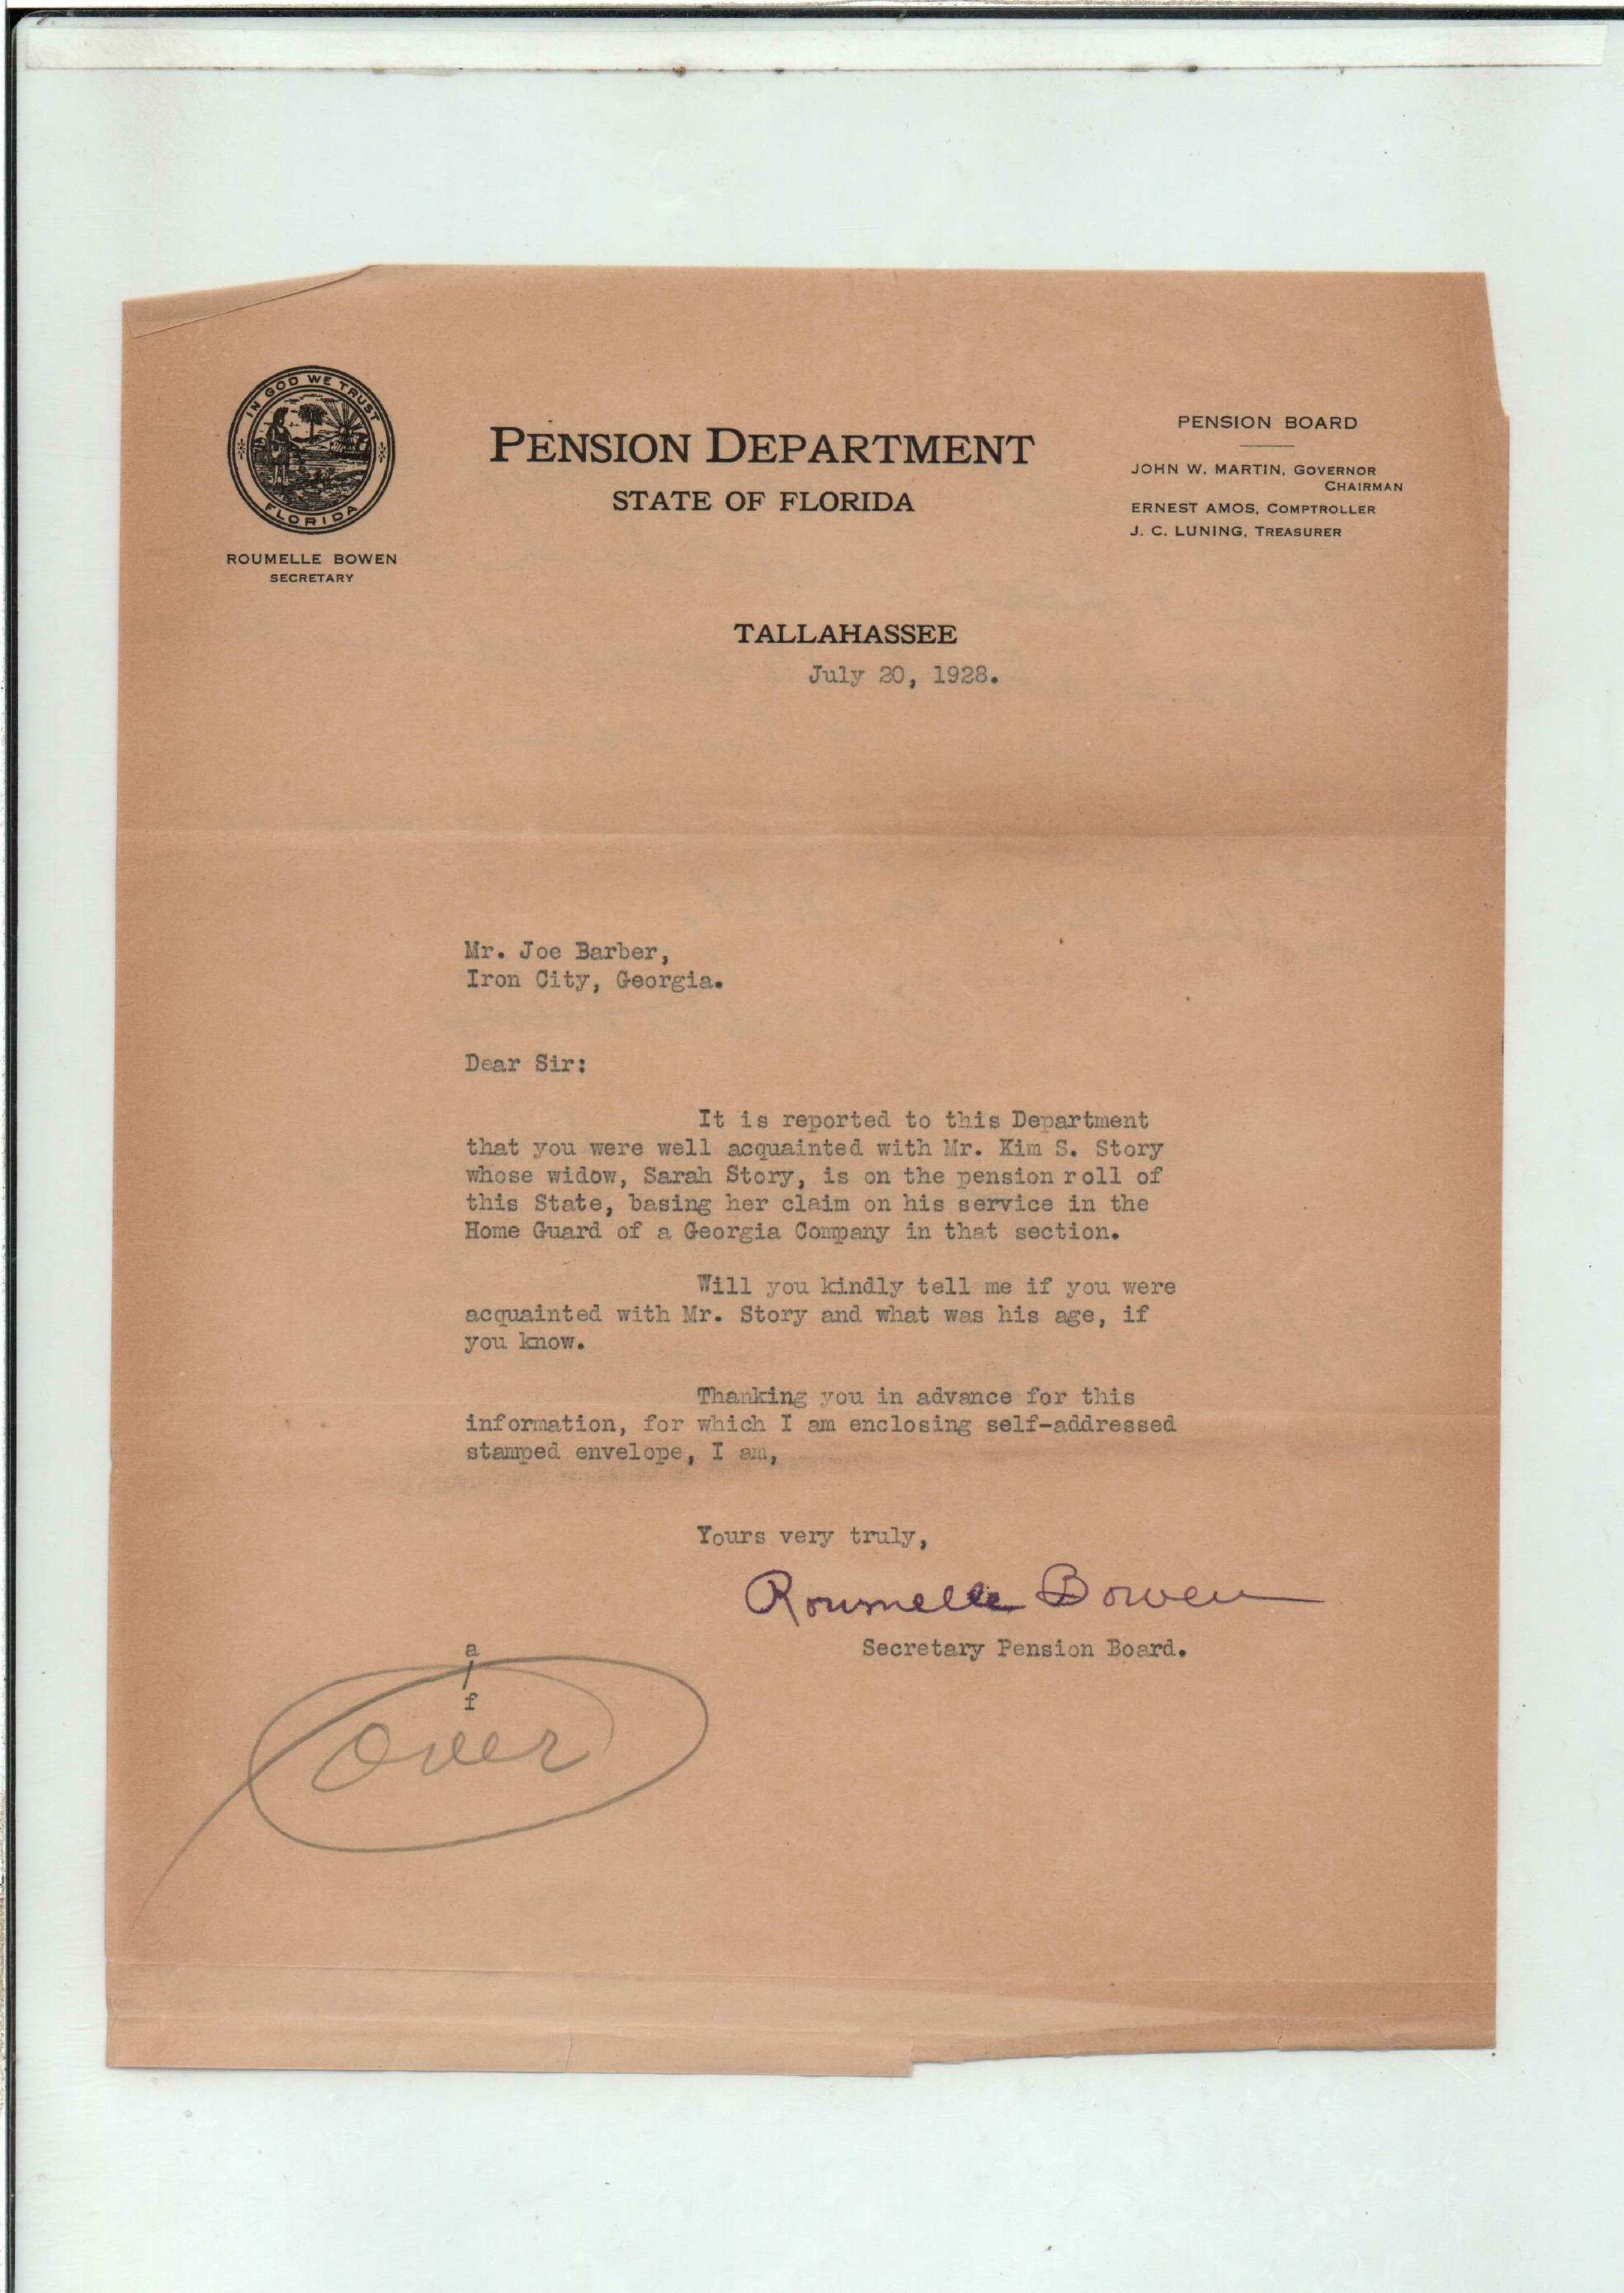 IN GOD WE TRUST
FLORIDA
ROUMELLE BOWEN
SECRETARY
PENSION DEPARTMENT
STATE OF FLORIDA
PENSION BOARD
JOHN W. MARTIN, GOVERNOR
CHAIRMAN
ERNEST AMOS, COMPTROLLER
J. C. LUNING, TREASURER
TALLAHASSEE
July 20, 1928.
Mr. Joe Barber,
Iron City, Georgia.
Dear Sir:
It is reported to this Department
that you were well acquainted with Mr. Kim S. Story
whose widow, Sarah Story, is on the pension roll of
this State, basing her claim on his service in the
Home Guard of a Georgia Company in that section.
Will you kindly tell me if you were
acquainted with Mr. Story and what was his age, if
you know.
Thanking you in advance for this
information, for which I am enclosing self-addressed
stamped envelope, I am,
Yours very truly,
Roumelle Bowen
Secretary Pension Board.
a
/
f
Over